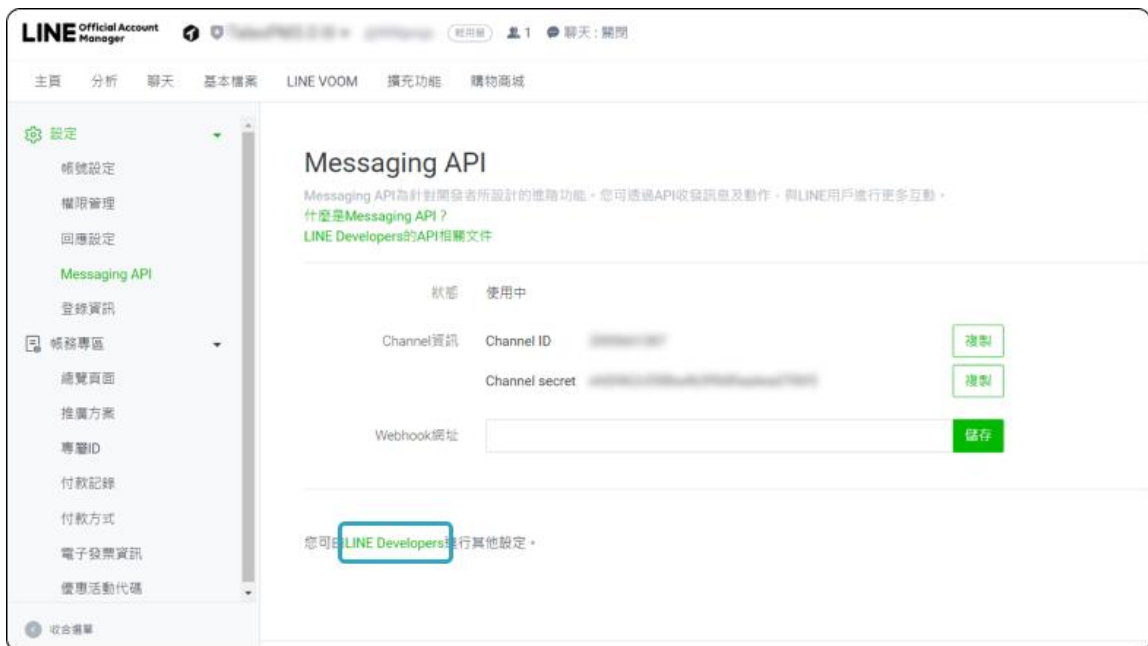 LINE Official Account Manager
輕用量
1
聊天 : 關閉
主頁 分析 聊天 基本檔案 LINE VOOM 擴充功能 購物商城
設定
帳號設定
權限管理
回應設定
Messaging API
登錄資訊
帳務專區
總覽頁面
推廣方案
專屬ID
付款記錄
付款方式
電子發票資訊
優惠活動代碼
收合選單
Messaging API
Messaging API為針對開發者所設計的進階功能。您可透過API收發訊息及動作,與LINE用戶進行更多互動。
什麼是Messaging API?
LINE Developers的API相關文件
狀態 使用中
Channel資訊 Channel ID 複製
Channel secret 複製
Webhook網址 儲存
您可由LINE Developers進行其他設定。